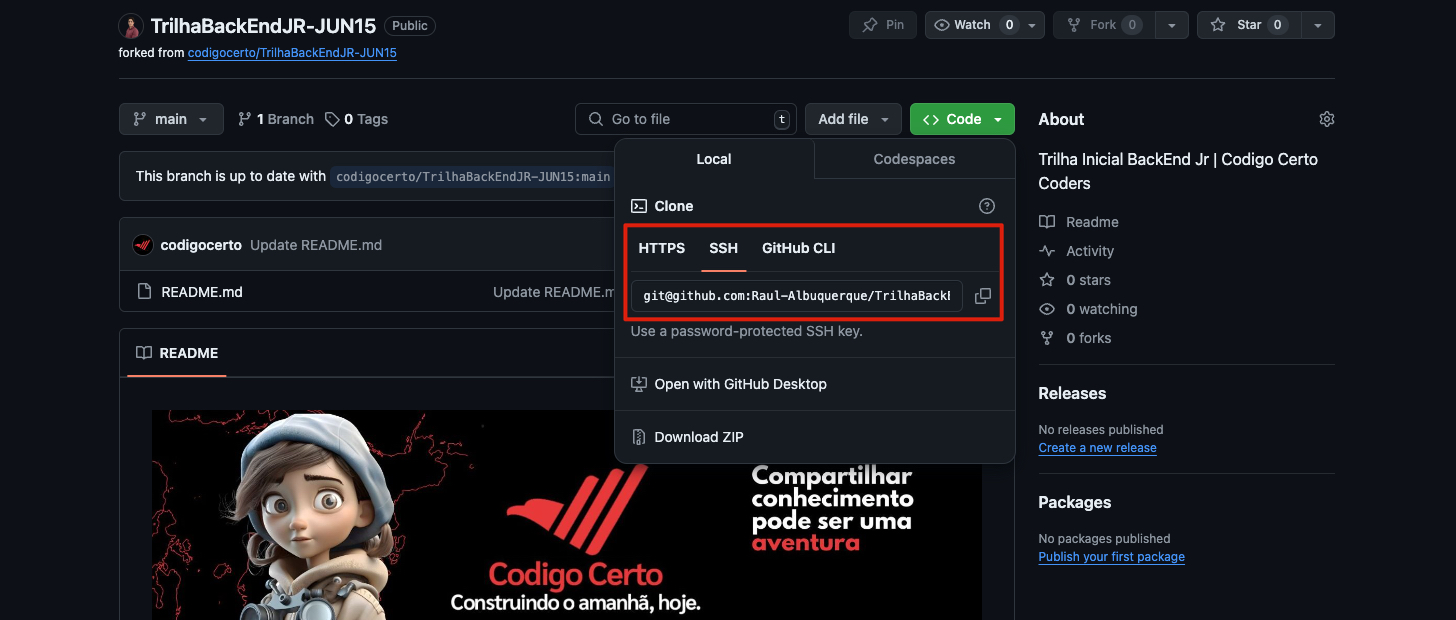 TrilhaBackEndJR-JUN15 Public
Pin
Watch 0
Fork 0
Star 0
forked from codigocerto/TrilhaBackEndJR-JUN15
main
1 Branch
0 Tags
Go to file
t
Add file
Code
This branch is up to date with codigocerto/TrilhaBackEndJR-JUN15:main
codigocerto Update README.md
README.md
Update README.m
README
Local
Codespaces
Clone
HTTPS
SSH
GitHub CLI
git@github.com:Raul-Albuquerque/TrilhaBackE
Use a password-protected SSH key.
Open with GitHub Desktop
Download ZIP
Codigo Certo
Construindo o amanhã, hoje.
Compartilhar
conhecimento
pode ser uma
aventura
About
Trilha Inicial BackEnd Jr | Codigo Certo
Coders
Readme
Activity
0 stars
0 watching
0 forks
Releases
No releases published
Create a new release
Packages
No packages published
Publish your first package